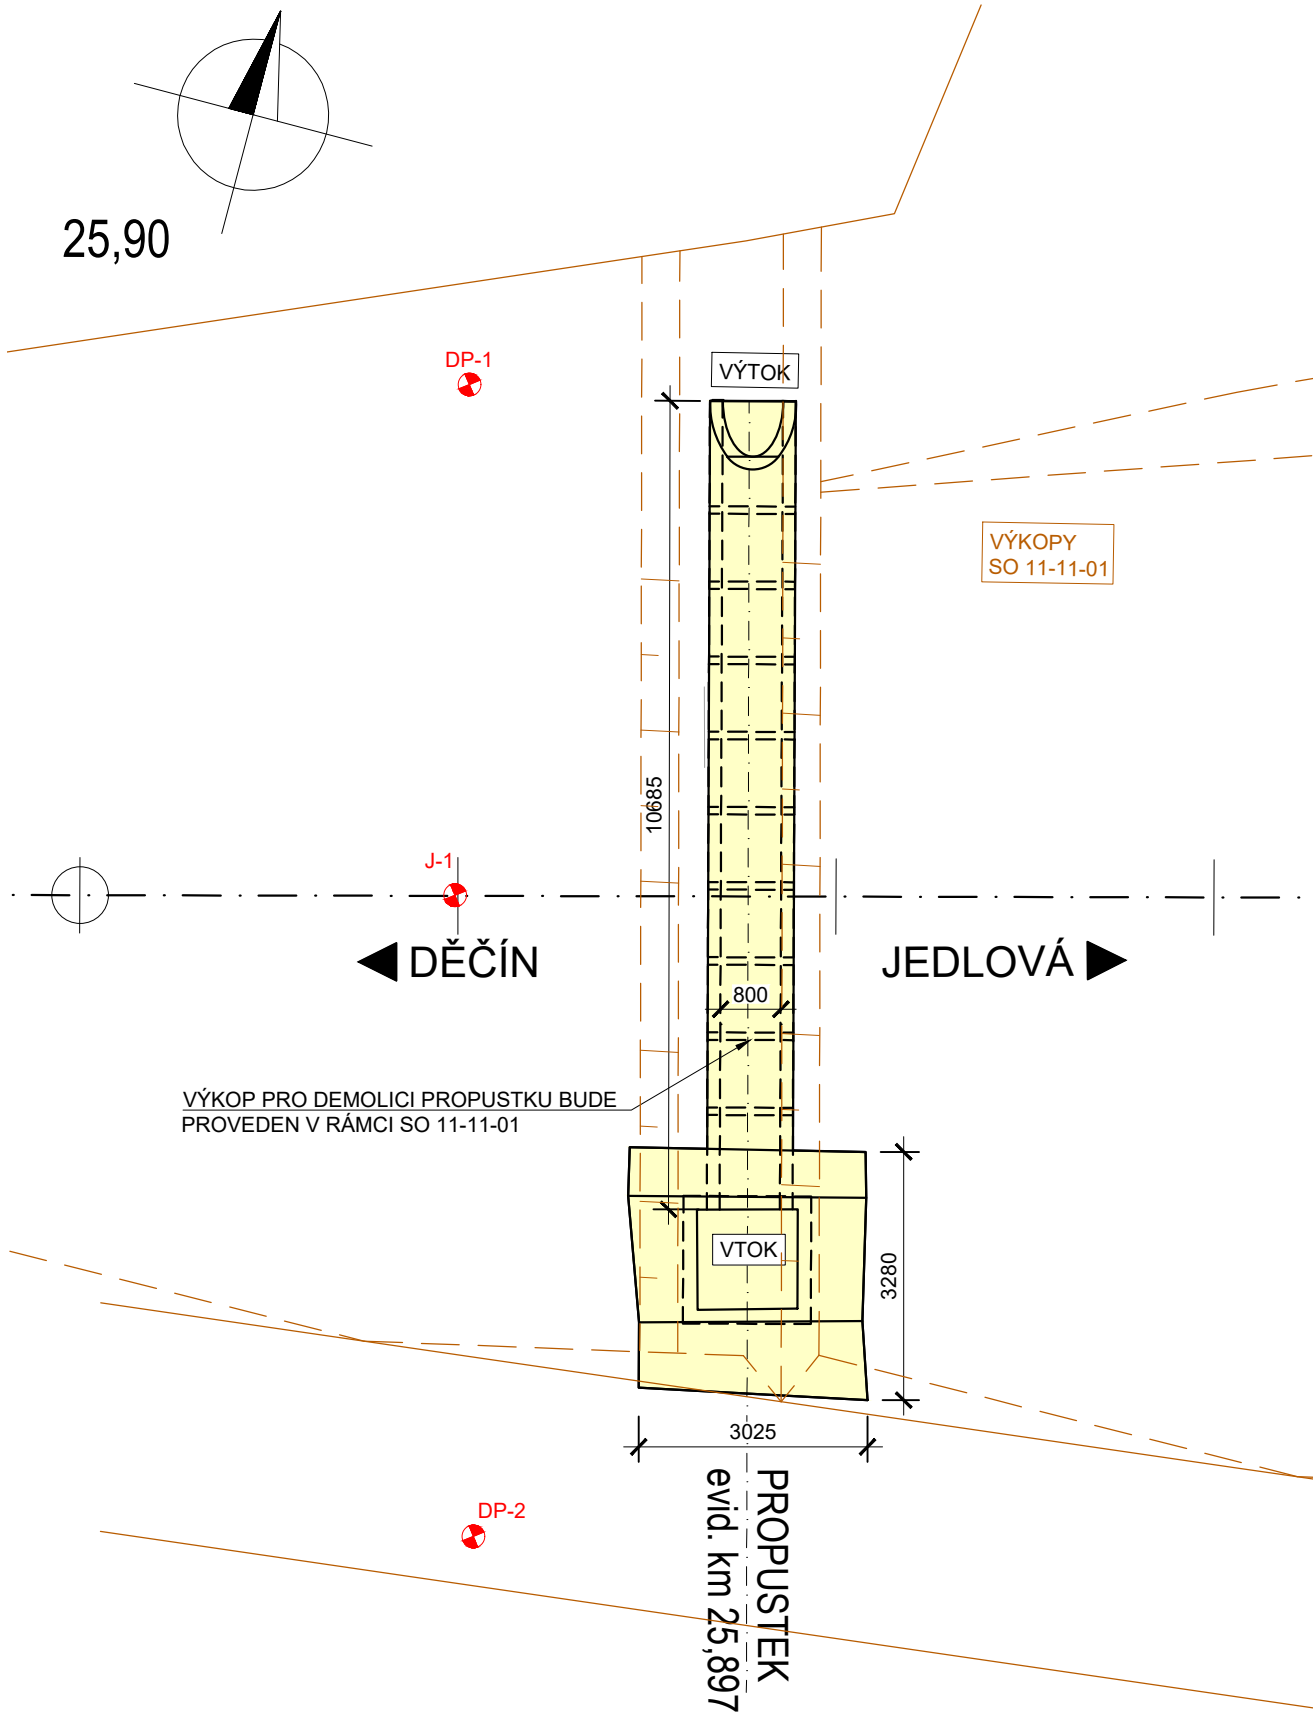 25,90
DP-1
VÝTOK
VÝKOPY
SO 11-11-01
10685
J-1
DĚČÍN
JEDLOVÁ
800
VÝKOP PRO DEMOLICI PROPUSTKU BUDE
PROVEDEN V RÁMCI SO 11-11-01
VTOK
3280
3025
DP-2
PROPUSTEK
evid. km 25,897